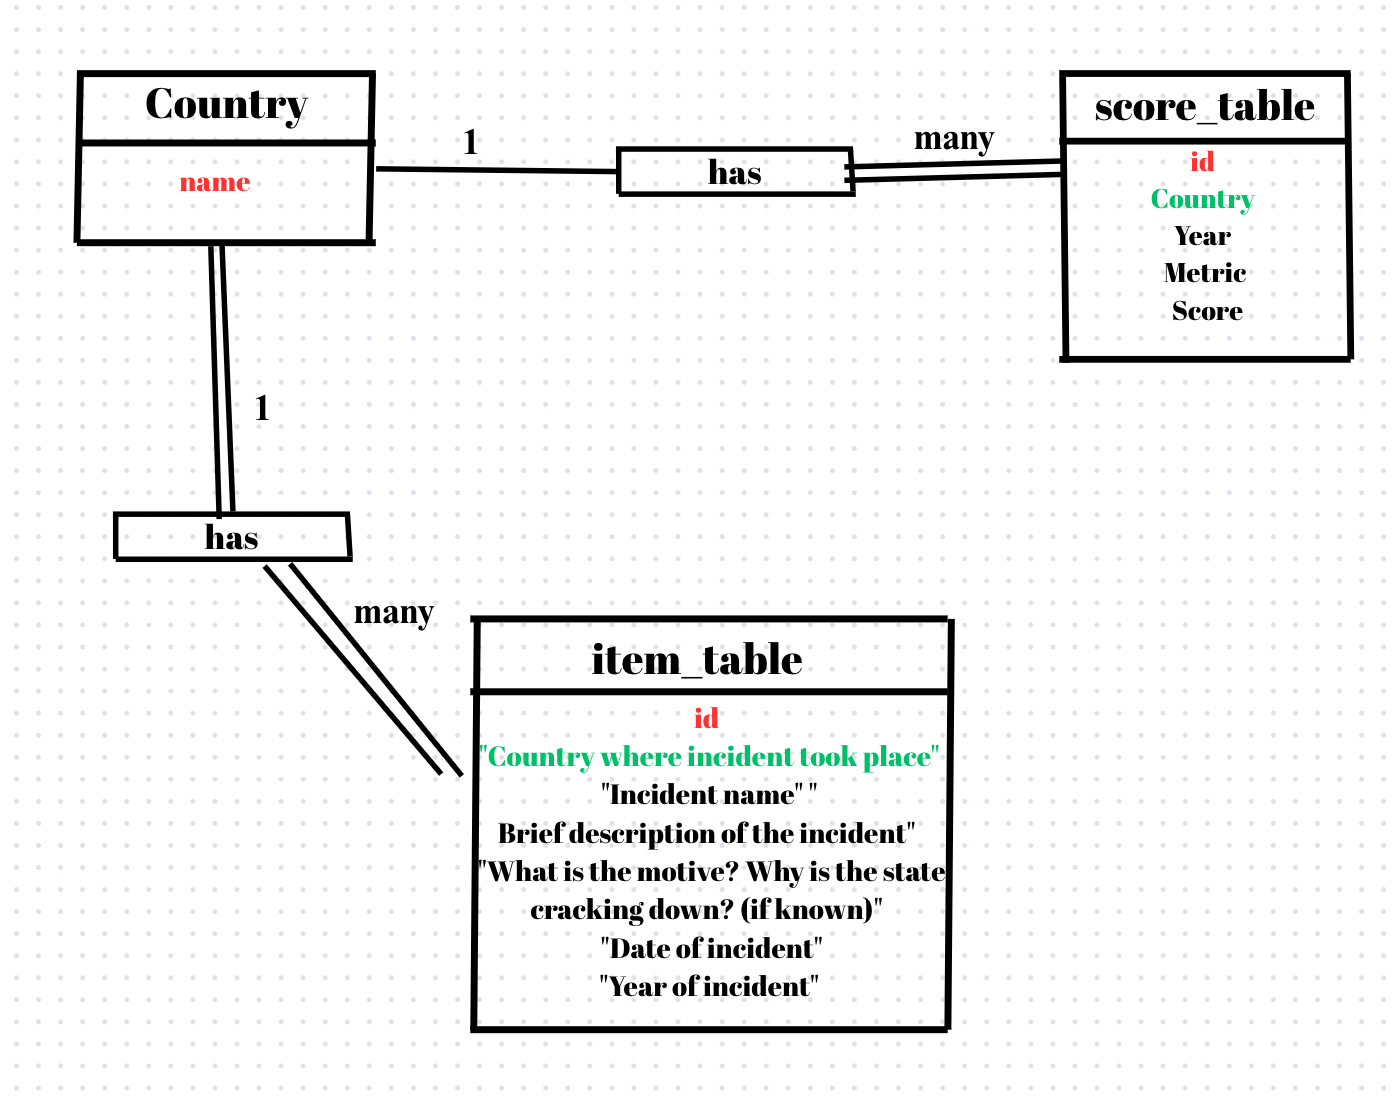 Country
name
1
has
many
score_table
id
Country
Year
Metric
Score
1
has
many
item_table
id
"Country where incident took place"
"Incident name" "
Brief description of the incident"
"What is the motive? Why is the state
cracking down? (if known)"
"Date of incident"
"Year of incident"